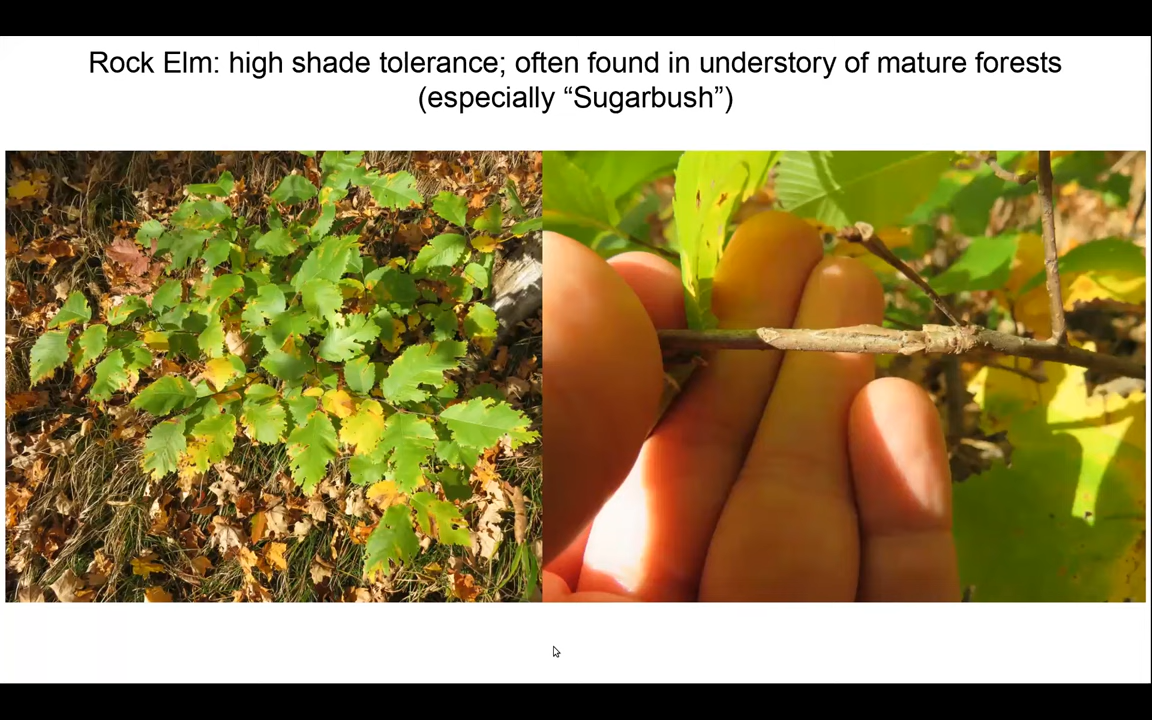 Rock Elm: high shade tolerance; often found in understory of mature forests
(especially “Sugarbush”)